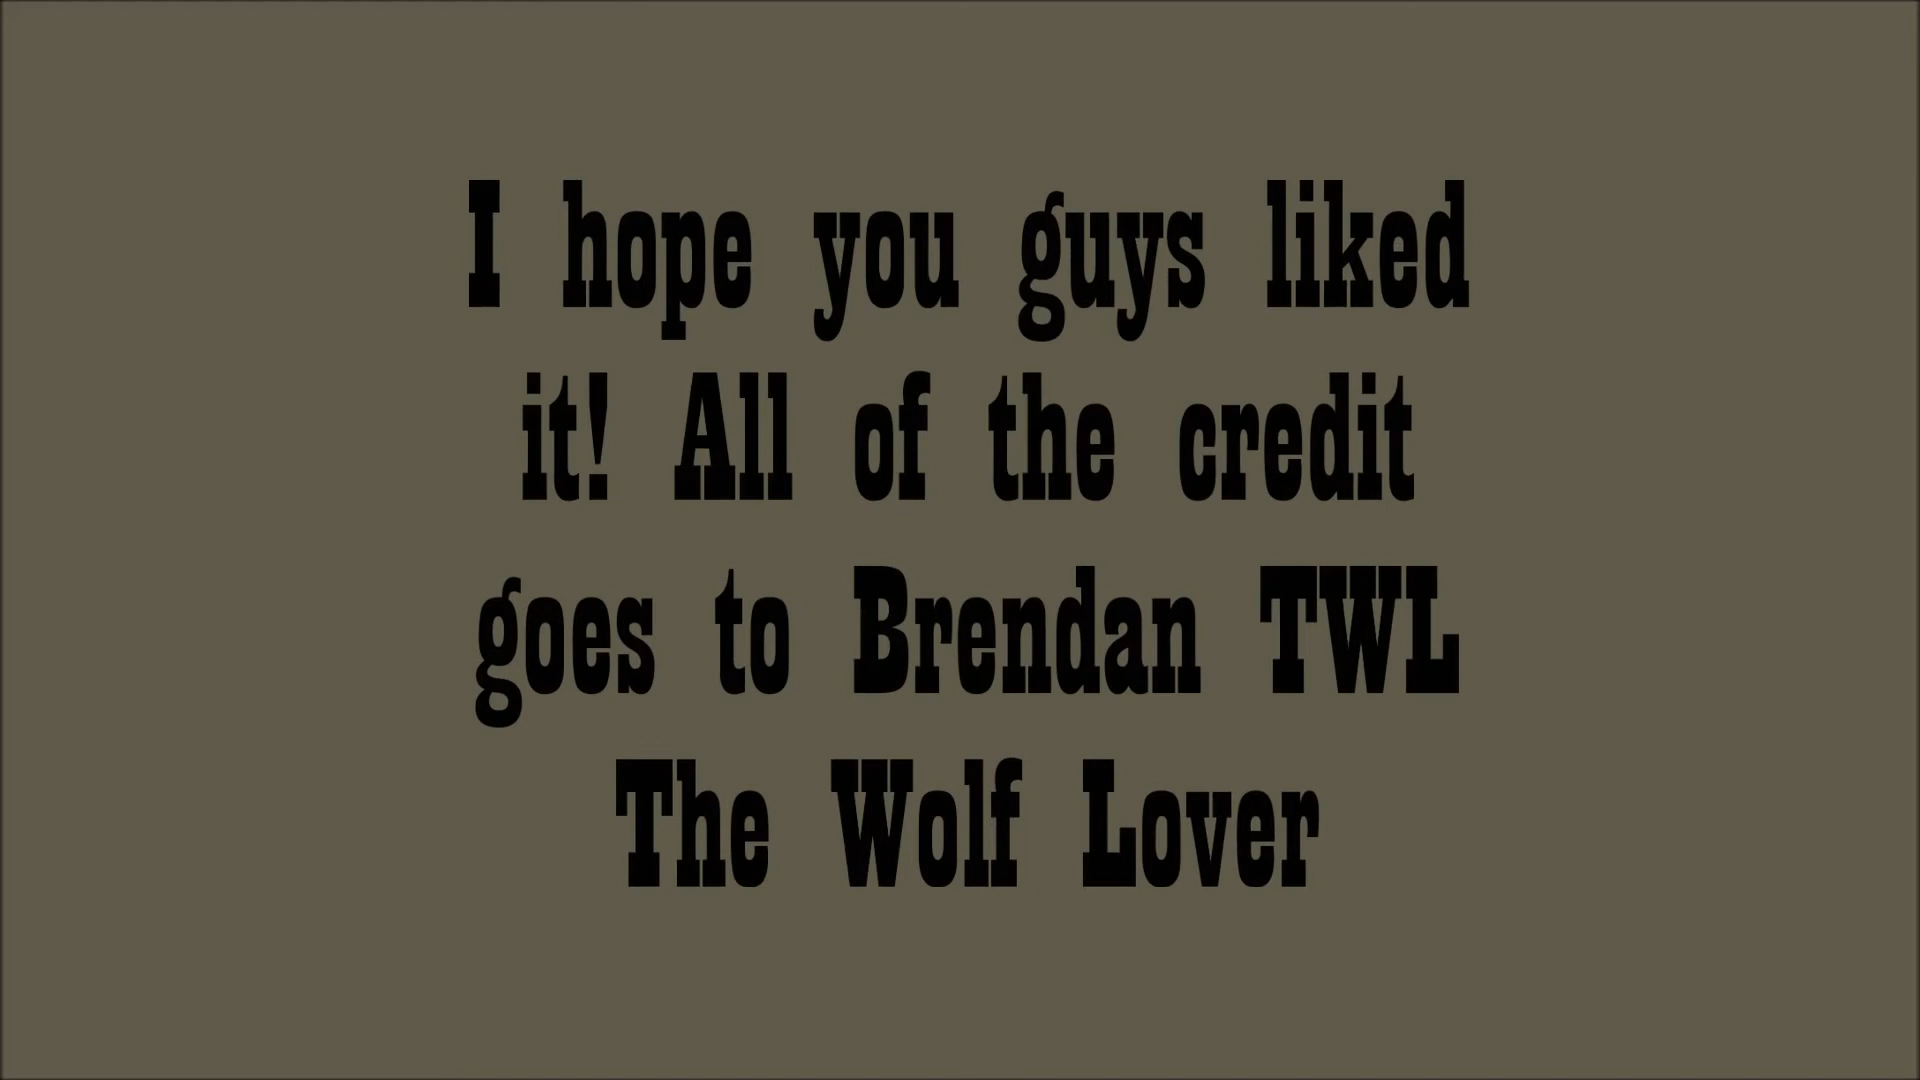 I hope you guys liked
it! All of the credit
goes to Brendan TWL
The Wolf Lover